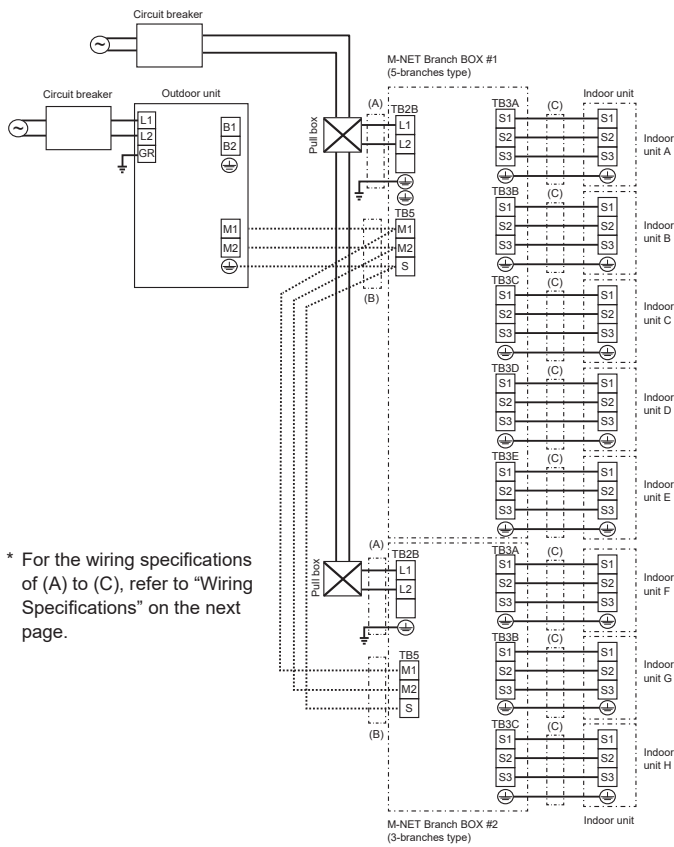 Circuit breaker
~
M-NET Branch BOX #1
(5-branches type)
Circuit breaker
Outdoor unit
~
L1
L2
GR
B1
B2
M1
M2
Pull box
(A)
TB2B
L1
L2
TB5
M1
M2
S
(B)
Indoor unit
TB3A
(C)
S1
S1
S2
S2
S3
S3
Indoor
unit A
TB3B
(C)
S1
S1
S2
S2
S3
S3
Indoor
unit B
TB3C
(C)
S1
S1
S2
S2
S3
S3
Indoor
unit C
TB3D
(C)
S1
S1
S2
S2
S3
S3
Indoor
unit D
TB3E
(C)
S1
S1
S2
S2
S3
S3
Indoor
unit E
* For the wiring specifications
of (A) to (C), refer to “Wiring
Specifications” on the next
page.
Pull box
(A)
TB2B
L1
L2
TB5
M1
M2
S
(B)
TB3A
(C)
S1
S1
S2
S2
S3
S3
Indoor
unit F
TB3B
(C)
S1
S1
S2
S2
S3
S3
Indoor
unit G
TB3C
(C)
S1
S1
S2
S2
S3
S3
Indoor
unit H
Indoor unit
M-NET Branch BOX #2
(3-branches type)